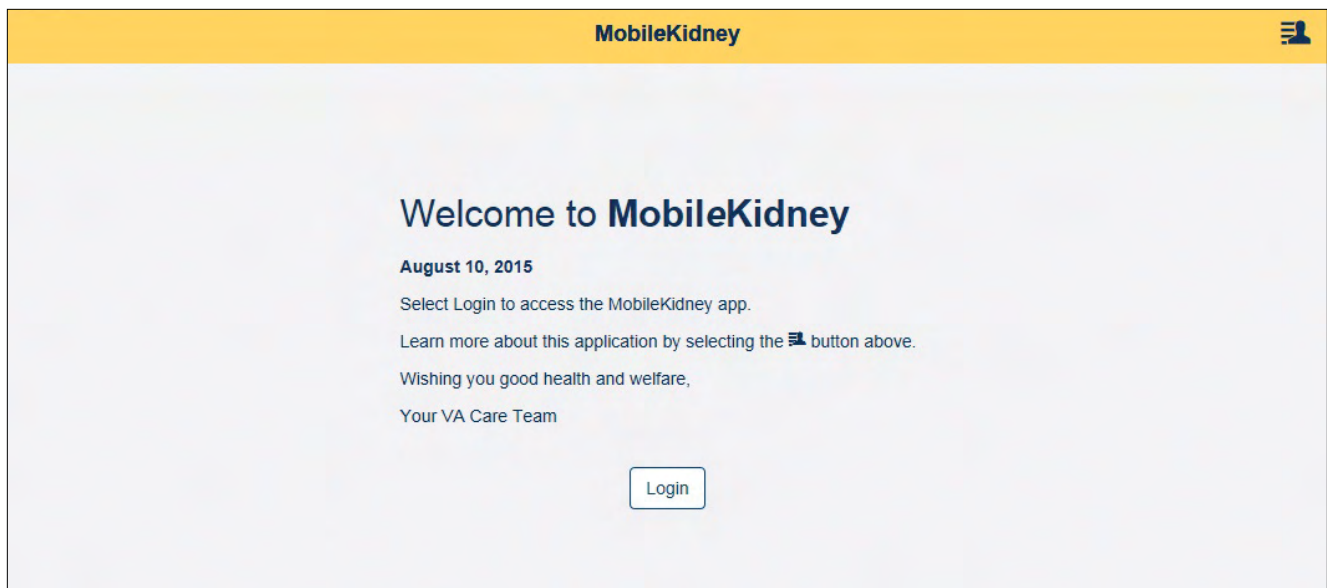 MobileKidney
Welcome to MobileKidney
August 10, 2015
Select Login to access the MobileKidney app.
Learn more about this application by selecting the button above.
Wishing you good health and welfare,
Your VA Care Team
Login